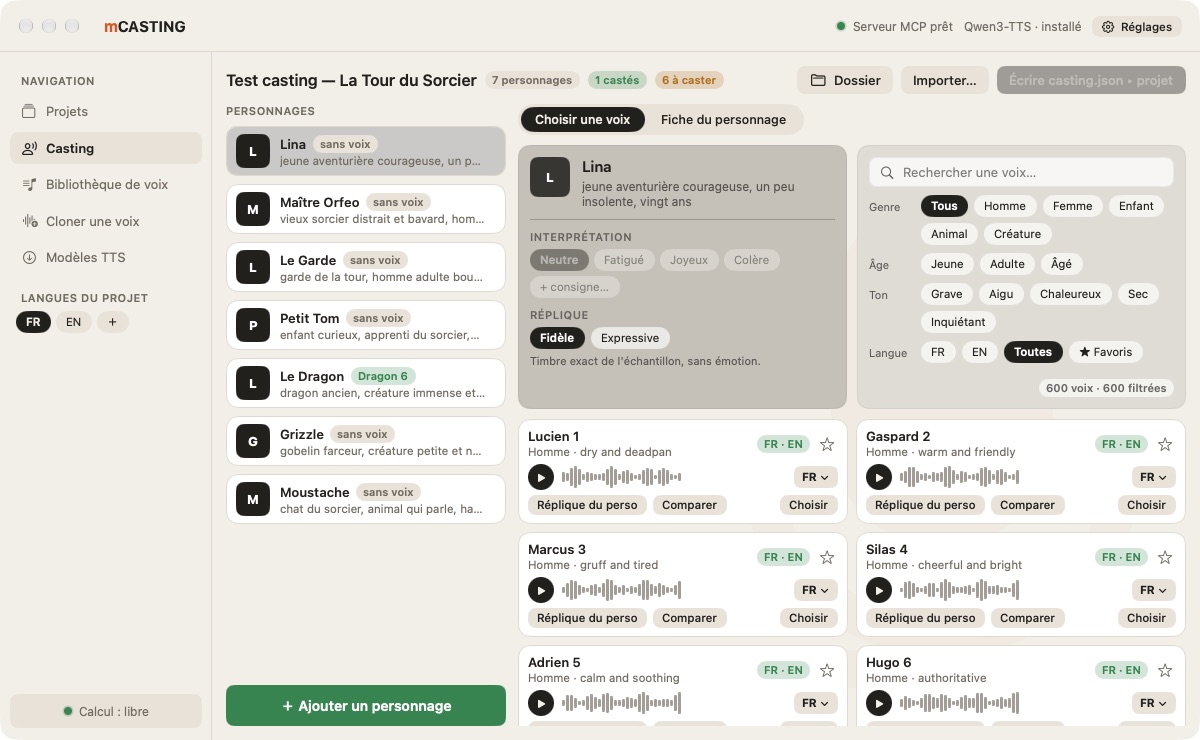 mCASTING
Serveur MCP prêt
Qwen3-TTS · installé
Réglages
NAVIGATION
Projets
Casting
Bibliothèque de voix
Cloner une voix
Modèles TTS
LANGUES DU PROJET
FR EN +
Calcul : libre
Test casting — La Tour du Sorcier
7 personnages
1 castés
6 à caster
Dossier
Importer...
Écrire casting.json • projet
PERSONNAGES
L
Lina sans voix
jeune aventurière courageuse, un p...
M
Maître Orfeo sans voix
vieux sorcier distrait et bavard, hom...
L
Le Garde sans voix
garde de la tour, homme adulte bou...
P
Petit Tom sans voix
enfant curieux, apprenti du sorcier,...
L
Le Dragon Dragon 6
dragon ancien, créature immense et...
G
Grizzle sans voix
gobelin farceur, créature petite et n...
M
Moustache sans voix
chat du sorcier, animal qui parle, ha...
+ Ajouter un personnage
Choisir une voix
Fiche du personnage
L
Lina
jeune aventurière courageuse, un peu
insolente, vingt ans
INTERPRÉTATION
Neutre Fatigué Joyeux Colère
+ consigne...
RÉPLIQUE
Fidèle Expressive
Timbre exact de l'échantillon, sans émotion.
Rechercher une voix...
Genre Tous Homme Femme Enfant
Animal Créature
Âge Jeune Adulte Âgé
Ton Grave Aigu Chaleureux Sec
Inquiétant
Langue FR EN Toutes ★ Favoris
600 voix · 600 filtrées
Lucien 1
Homme · dry and deadpan
FR · EN
FR
Réplique du perso Comparer Choisir
Gaspard 2
Homme · warm and friendly
FR · EN
FR
Réplique du perso Comparer Choisir
Marcus 3
Homme · gruff and tired
FR · EN
FR
Réplique du perso Comparer Choisir
Silas 4
Homme · cheerful and bright
FR · EN
FR
Réplique du perso Comparer Choisir
Adrien 5
Homme · calm and soothing
FR · EN
FR
Hugo 6
Homme · authoritative
FR · EN
FR